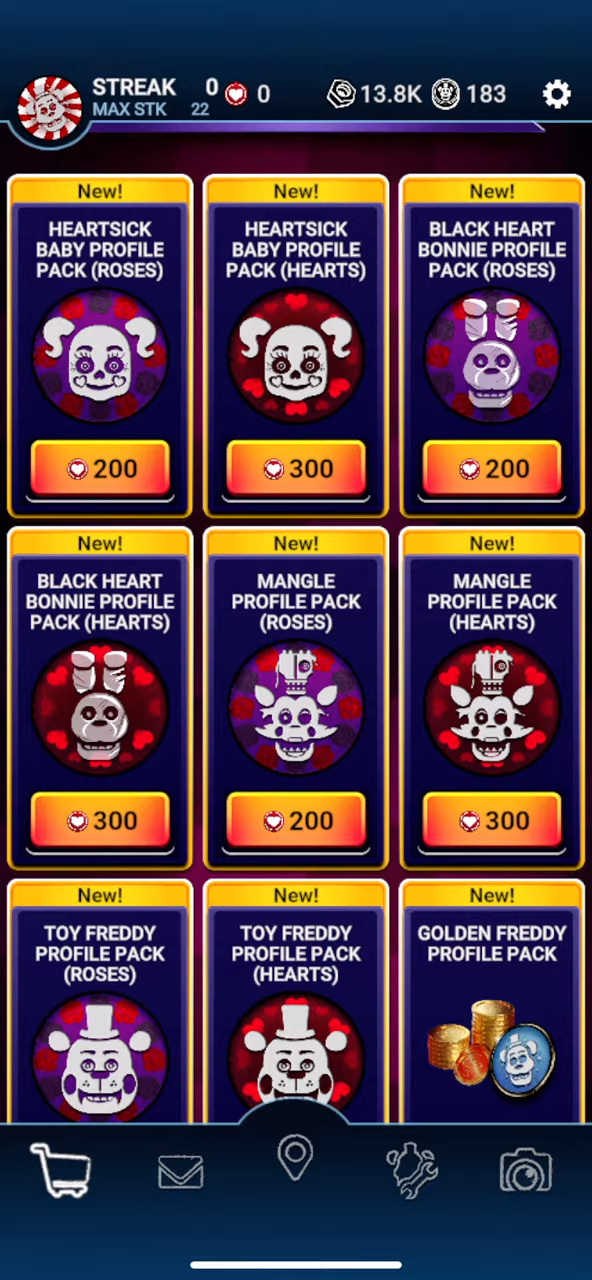 STREAK 0 0 13.8K 183
MAX STK 22
New! New! New!
HEARTSICK HEARTSICK BLACK HEART
BABY PROFILE BABY PROFILE BONNIE PROFILE
PACK (ROSES) PACK (HEARTS) PACK (ROSES)
200 300 200
New! New! New!
BLACK HEART MANGLE MANGLE
BONNIE PROFILE PROFILE PACK PROFILE PACK
PACK (HEARTS) (ROSES) (HEARTS)
300 200 300
New! New! New!
TOY FREDDY TOY FREDDY GOLDEN FREDDY
PROFILE PACK PROFILE PACK PROFILE PACK
(ROSES) (HEARTS)